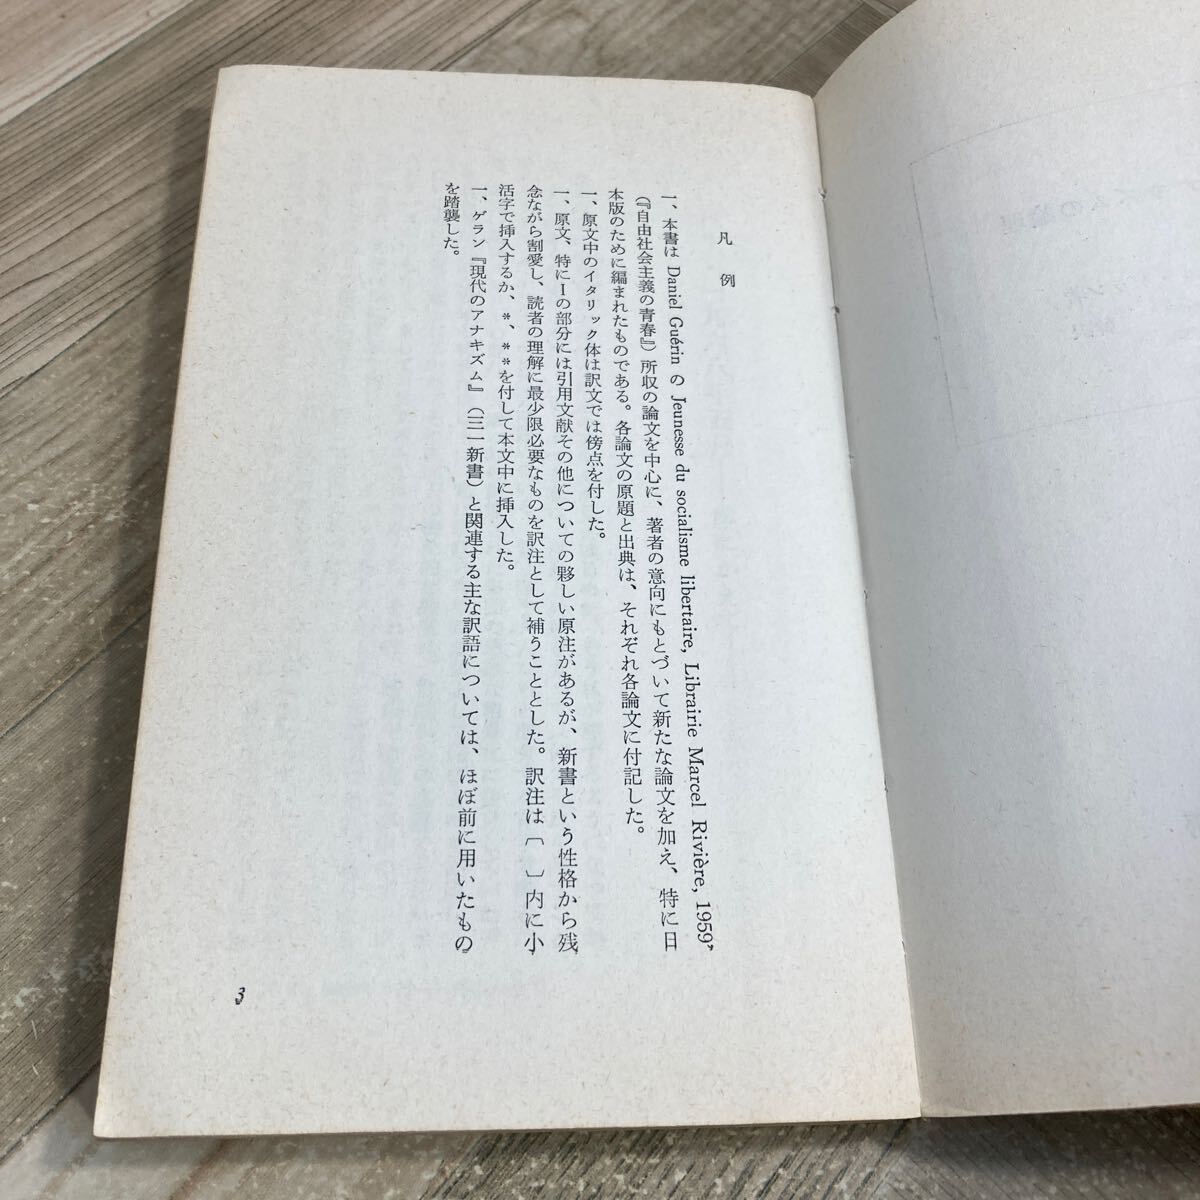 凡例
一、本書は Daniel Guérin の Jeunesse du socialisme libertaire, Librairie Marcel Rivière, 1959,
(『自由社会主義の青春』) 所収の論文を中心に、著者の意向にもとづいて新たな論文を加え、特に日
本版のために編まれたものである。各論文の原題と出典は、それぞれ各論文に付記した。
一、原文中のイタリック体は訳文では傍点を付した。
一、原文、特にⅠの部分には引用文献その他についての夥しい原注があるが、新書という性格から残
念ながら割愛し、読者の理解に最少限必要なものを訳注として補うこととした。訳注は〔 〕内に小
活字で挿入するか、*、**を付して本文中に挿入した。
一、ゲラン『現代のアナキズム』(三一新書)と関連する主な訳語については、ほぼ前に用いたもの
を踏襲した。
3